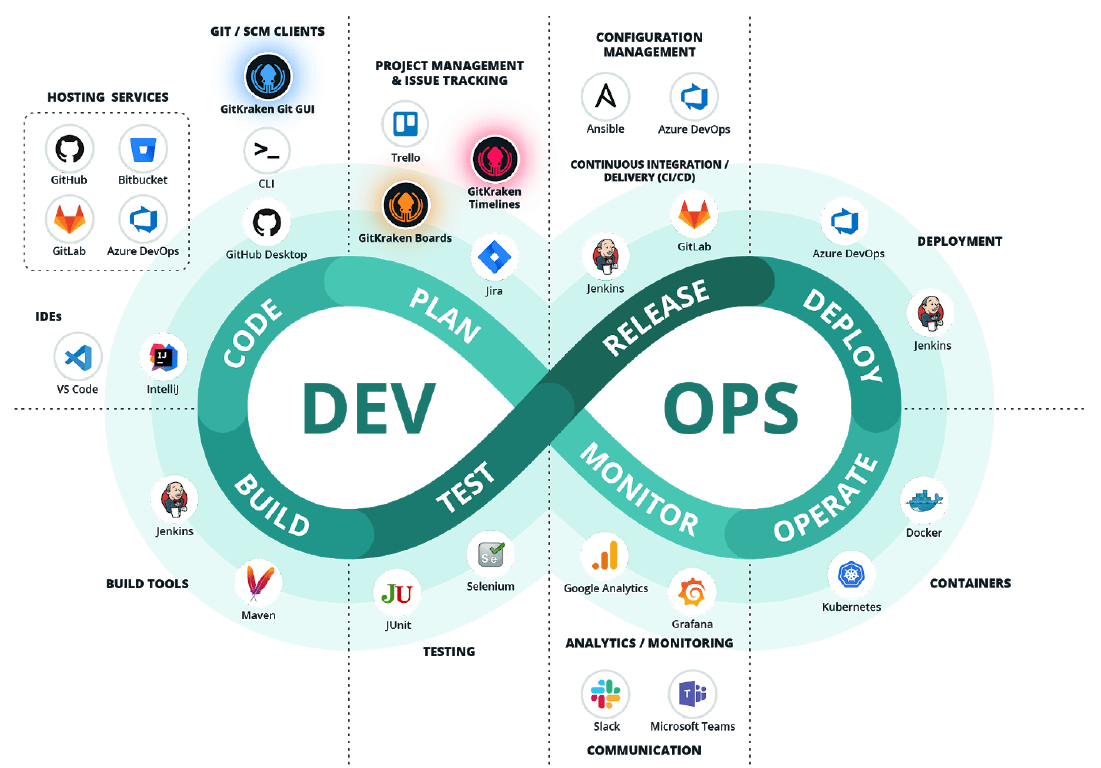 GIT / SCM CLIENTS
GitKraken Git GUI
CLI
GitHub Desktop
HOSTING SERVICES
GitHub
Bitbucket
GitLab
Azure DevOps
IDEs
VS Code
IntelliJ
PROJECT MANAGEMENT
& ISSUE TRACKING
Trello
GitKraken
Timelines
GitKraken Boards
Jira
CONFIGURATION
MANAGEMENT
Ansible
Azure DevOps
CONTINUOUS INTEGRATION /
DELIVERY (CI/CD)
GitLab
Jenkins
Azure DevOps
DEPLOYMENT
Jenkins
CODE
PLAN
RELEASE
DEPLOY
DEV
OPS
BUILD
TEST
MONITOR
OPERATE
Jenkins
BUILD TOOLS
Maven
JU
JUnit
Se
Selenium
TESTING
Google Analytics
Grafana
ANALYTICS / MONITORING
Slack
T
Microsoft Teams
COMMUNICATION
Docker
Kubernetes
CONTAINERS
IJ
>_